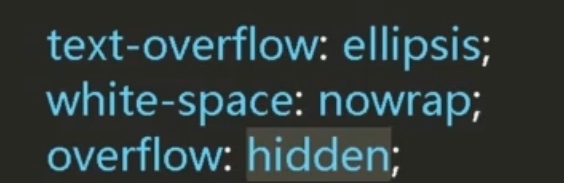 text-overflow: ellipsis;
white-space: nowrap;
overflow: hidden;